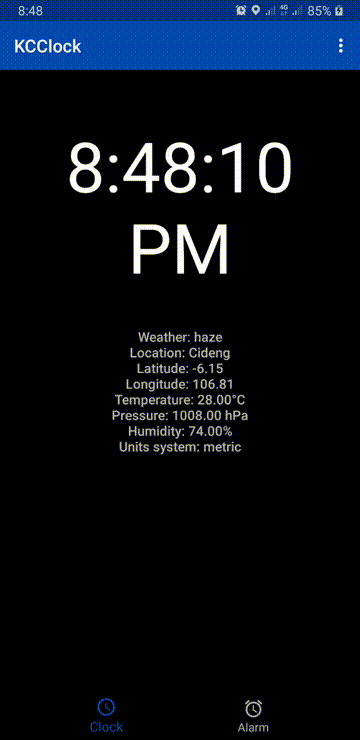 8:48
4G
85%
KCClock
8:48:10
PM
Weather: haze
Location: Cideng
Latitude: -6.15
Longitude: 106.81
Temperature: 28.00°C
Pressure: 1008.00 hPa
Humidity: 74.00%
Units system: metric
Clock
Alarm